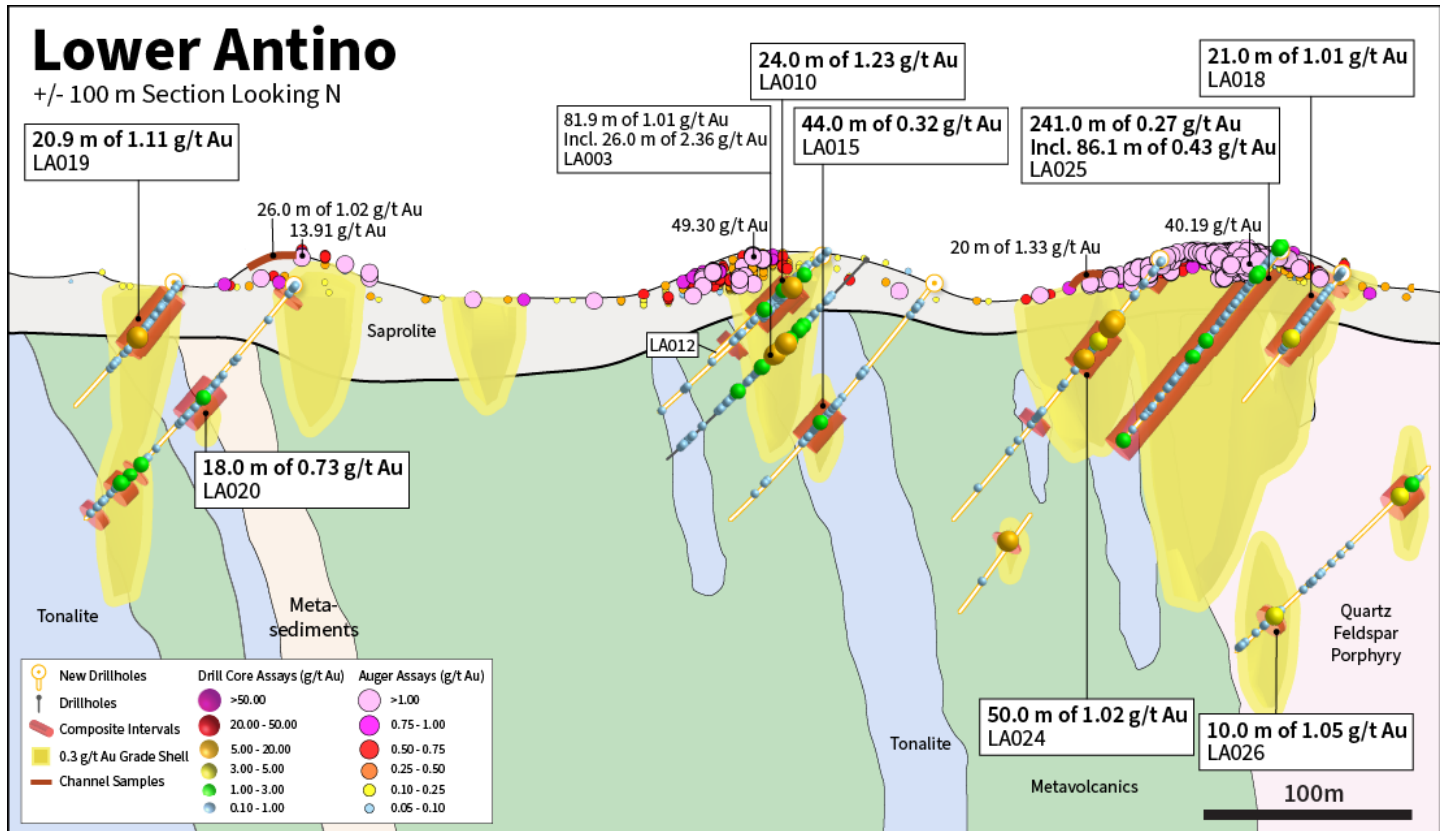 Lower Antino
+/- 100 m Section Looking N
20.9 m of 1.11 g/t Au
LA019
26.0 m of 1.02 g/t Au
13.91 g/t Au
81.9 m of 1.01 g/t Au
Incl. 26.0 m of 2.36 g/t Au
LA003
24.0 m of 1.23 g/t Au
LA010
44.0 m of 0.32 g/t Au
LA015
241.0 m of 0.27 g/t Au
Incl. 86.1 m of 0.43 g/t Au
LA025
21.0 m of 1.01 g/t Au
LA018
49.30 g/t Au
40.19 g/t Au
20 m of 1.33 g/t Au
Saprolite
LA012
18.0 m of 0.73 g/t Au
LA020
Tonalite
Meta-
sediments
Quartz
Feldspar
Porphyry
50.0 m of 1.02 g/t Au
LA024
10.0 m of 1.05 g/t Au
LA026
Tonalite
Metavolcanics
100m
New Drillholes
Drillholes
Composite Intervals
0.3 g/t Au Grade Shell
Channel Samples
Drill Core Assays (g/t Au)
>50.00
20.00 - 50.00
5.00 - 20.00
3.00 - 5.00
1.00 - 3.00
0.10 - 1.00
Auger Assays (g/t Au)
>1.00
0.75 - 1.00
0.50 - 0.75
0.25 - 0.50
0.10 - 0.25
0.05 - 0.10